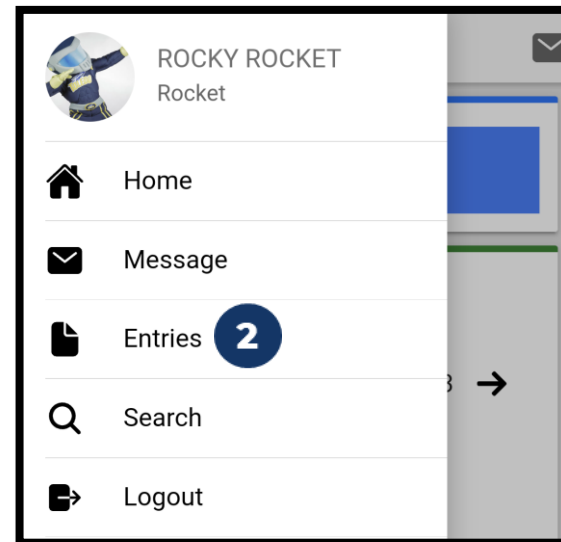 ROCKY ROCKET
Rocket
Home
Message
Entries 2
Search
Logout